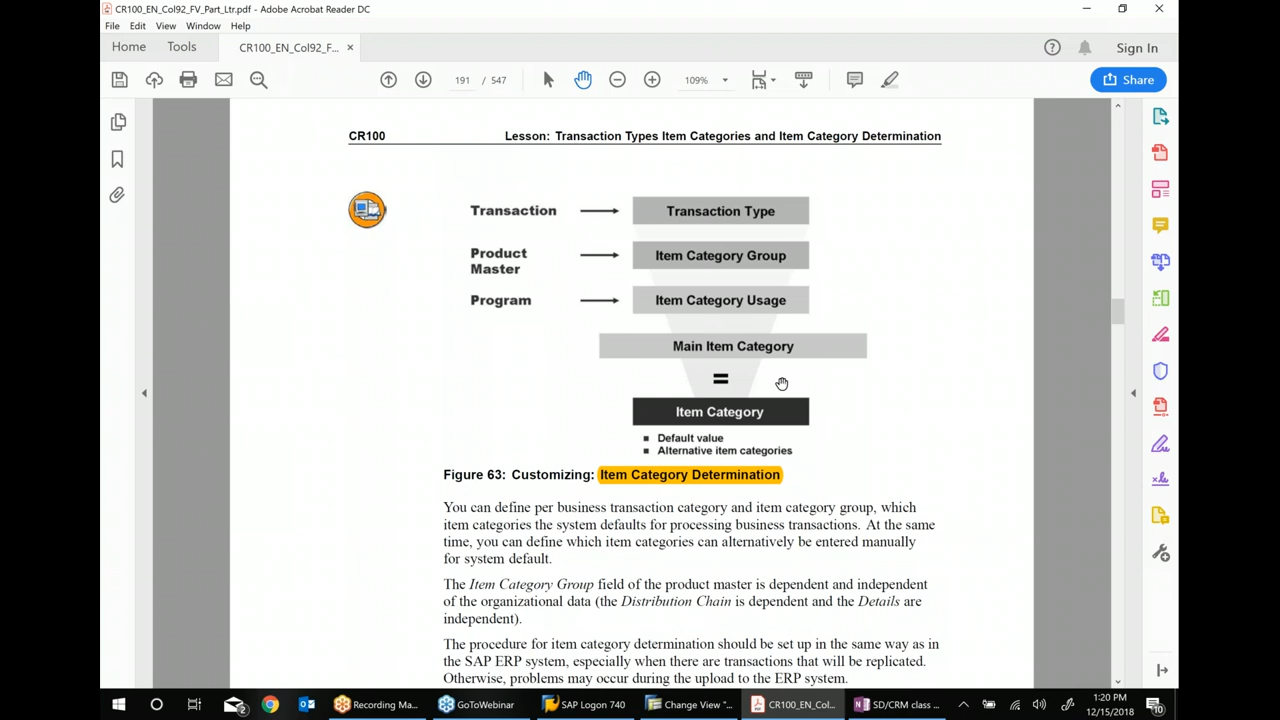 CR100_EN_Col92_FV_Part_Ltr.pdf - Adobe Acrobat Reader DC
File Edit View Window Help
Home Tools CR100_EN_Col92_F... × Sign In
191 / 547 109% Share
CR100 Lesson: Transaction Types Item Categories and Item Category Determination
Transaction Transaction Type
Product
Master
Item Category Group
Program Item Category Usage
Main Item Category
=
Item Category
Default value
Alternative item categories
Figure 63: Customizing: Item Category Determination
You can define per business transaction category and item category group, which
item categories the system defaults for processing business transactions. At the same
time, you can define which item categories can alternatively be entered manually
for system default.
The Item Category Group field of the product master is dependent and independent
of the organizational data (the Distribution Chain is dependent and the Details are
independent).
The procedure for item category determination should be set up in the same way as in
the SAP ERP system, especially when there are transactions that will be replicated.
Otherwise, problems may occur during the upload to the ERP system.
Recording Ma... GoToWebinar SAP Logon 740 Change View "... CR100_EN_Col... SD/CRM class ... 1:20 PM
12/15/2018